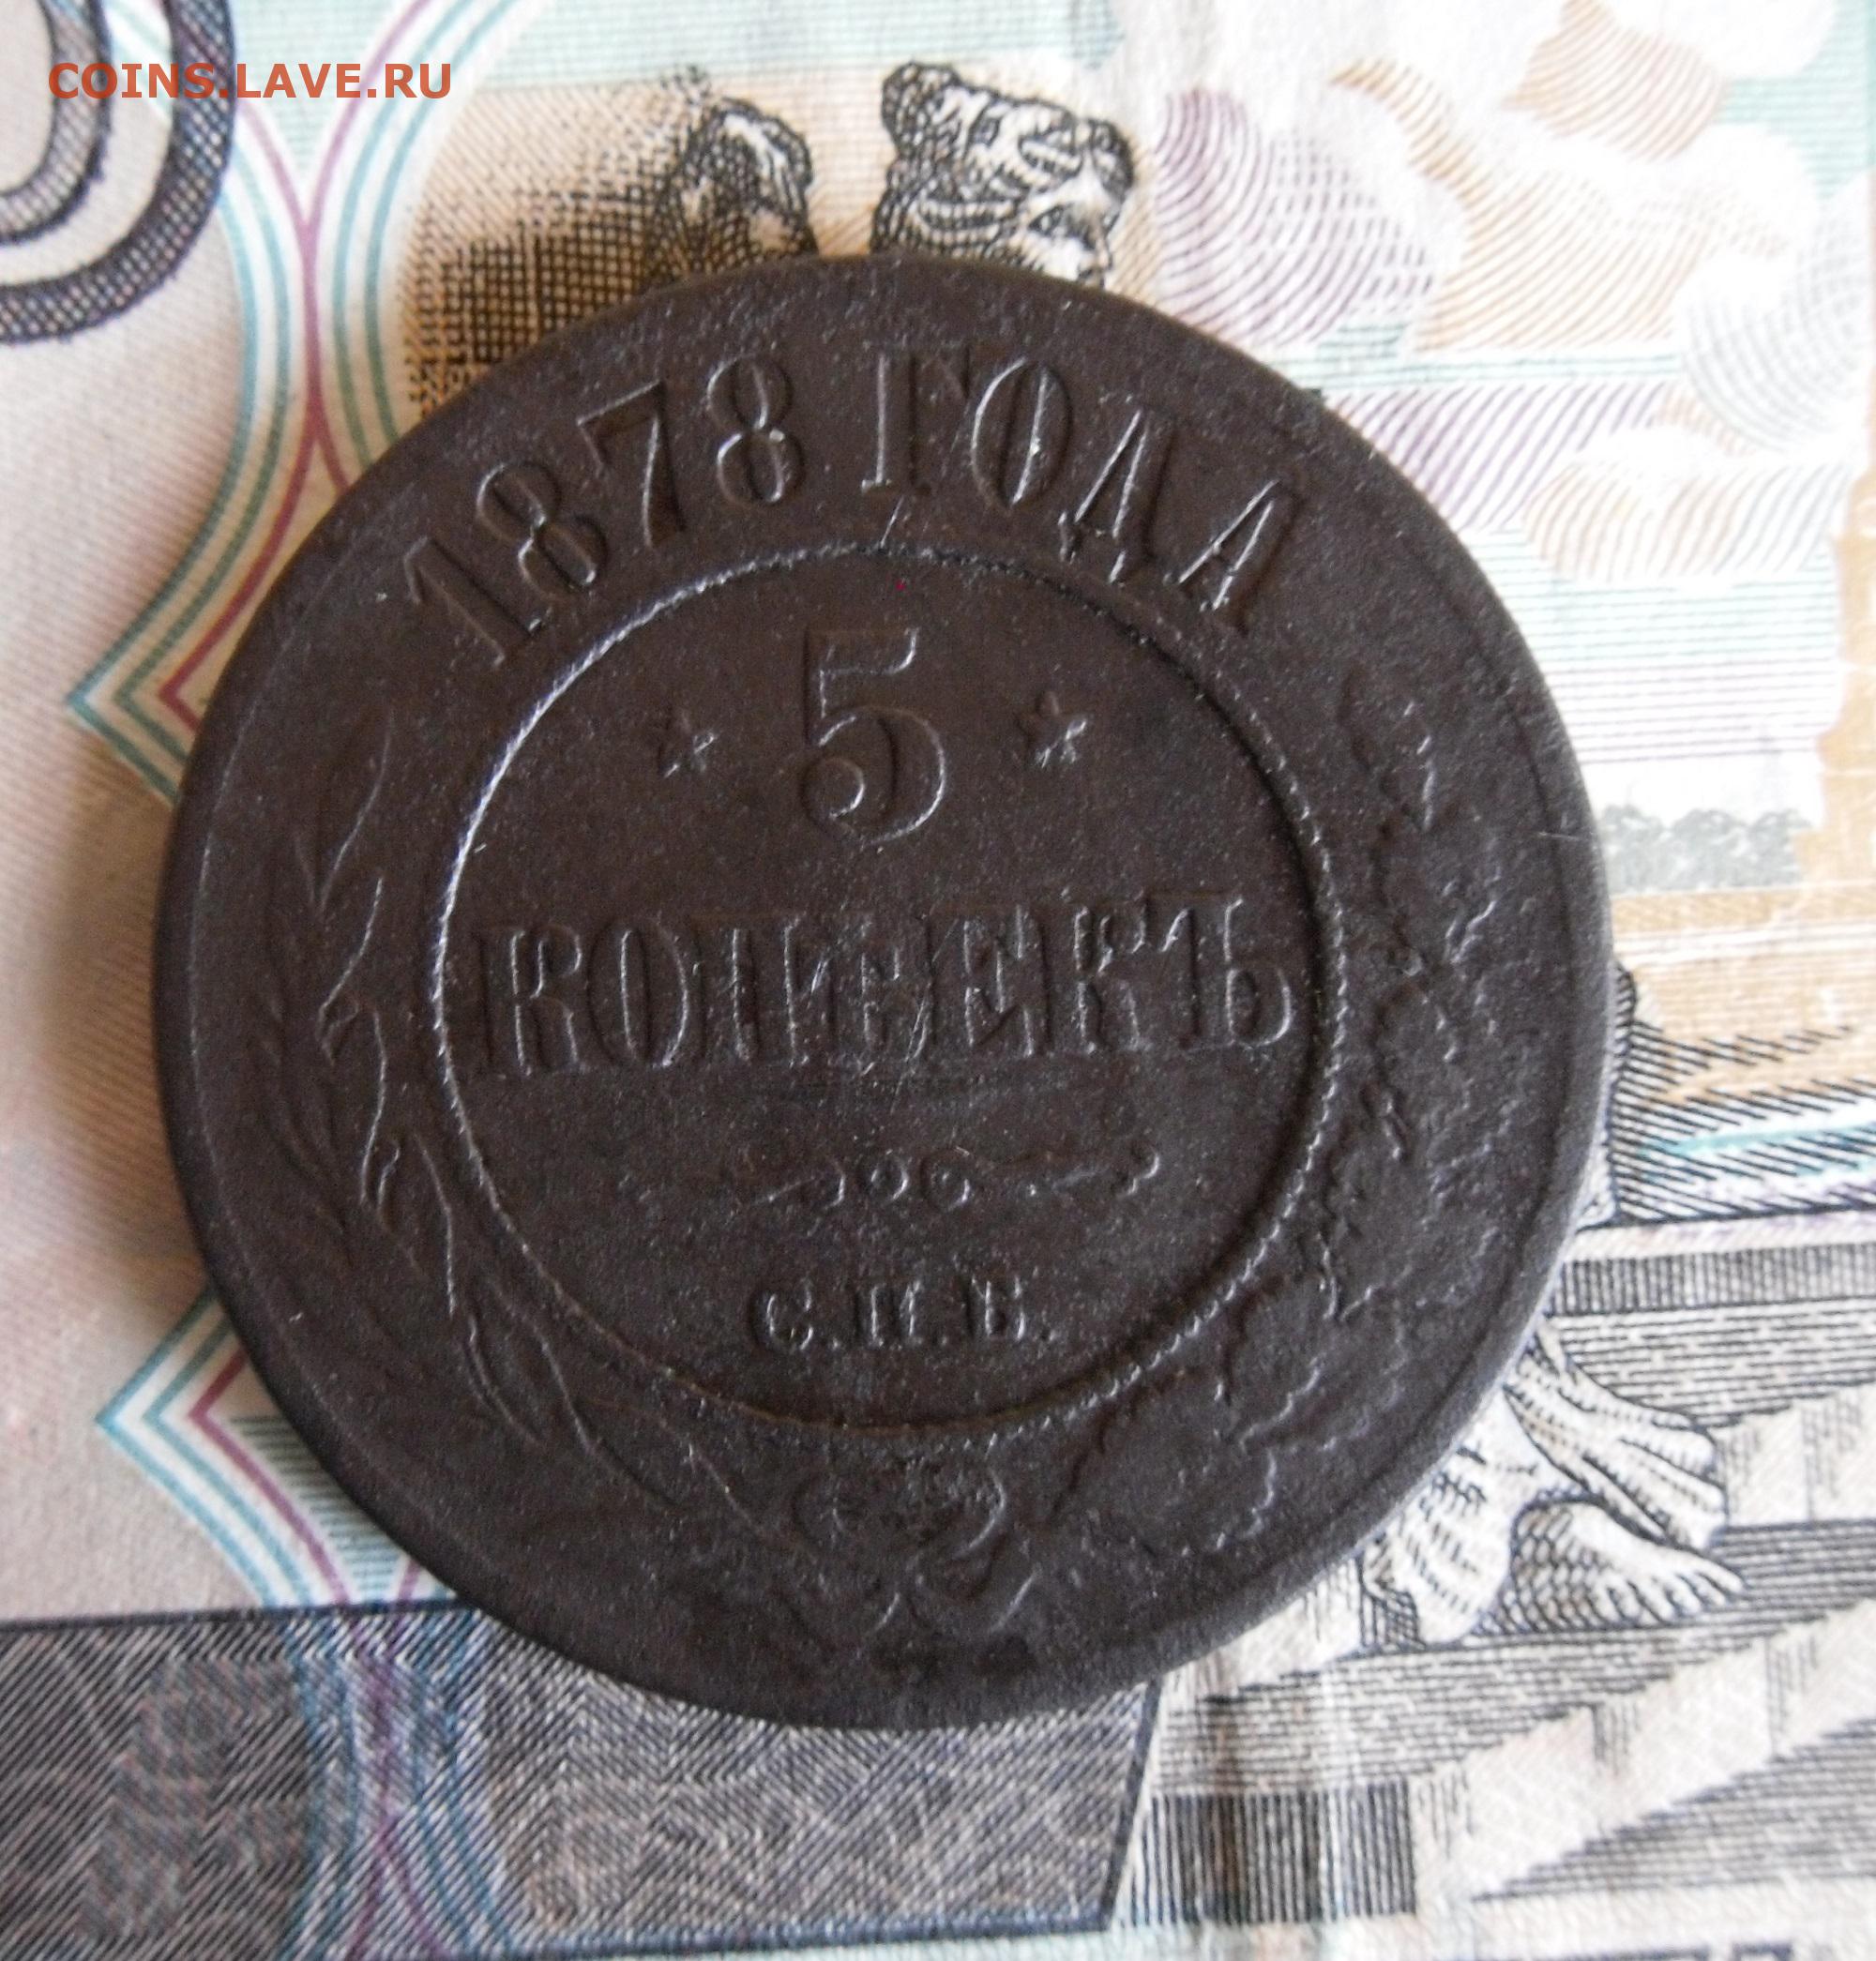 COINS.LAVE.RU
1878 ГОДА
5
КОПѢЕКЪ
С.П.Б.